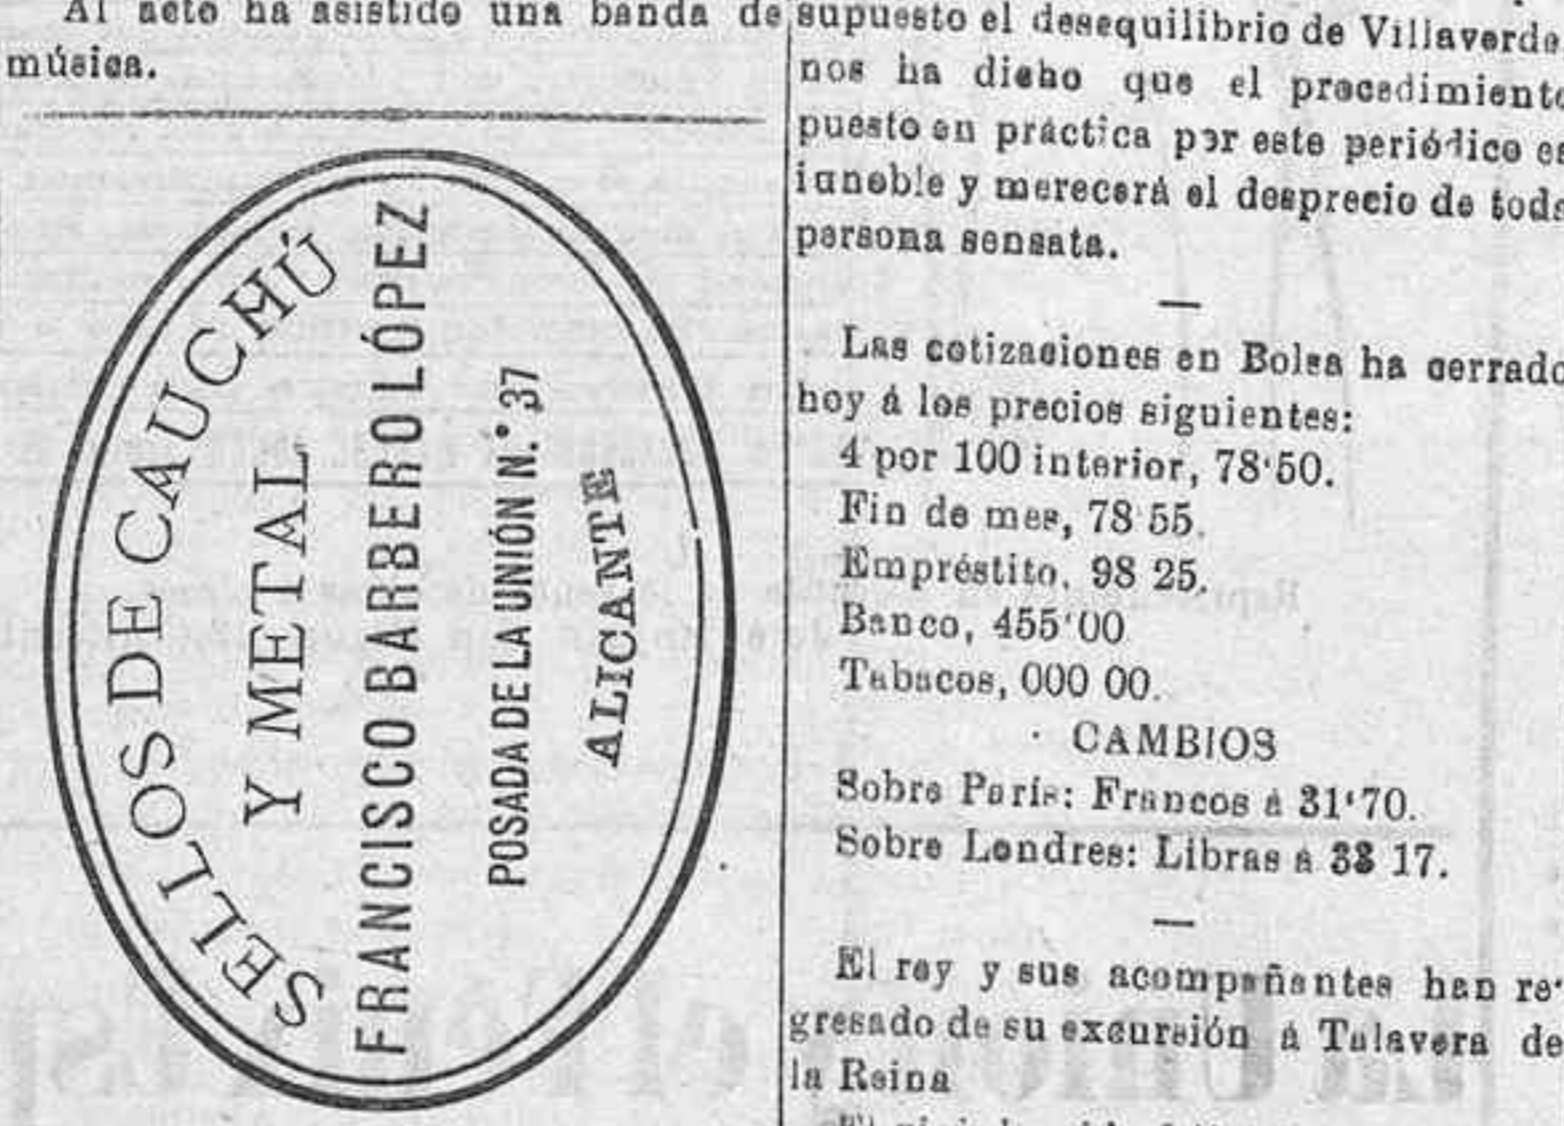 Al acto ha asistido una banda de
música.
SELLOS DE CAUCHÚ
Y METAL
FRANCISCO BARBERO LÓPEZ
POSADA DE LA UNIÓN N.° 37
ALICANTE
supuesto el desequilibrio de Villaverde
nos ha dicho que el procedimiento
puesto en práctica por este periódico es
innoble y merecerá el desprecio de toda
persona sensata.
—
Las cotizaciones en Bolsa ha cerrado
hoy á los precios siguientes:
4 por 100 interior, 78‘50.
Fin de mes, 78‘55.
Empréstito. 98 25.
Banco, 455‘00
Tabacos, 000 00.
CAMBIOS
Sobre París: Francos á 31‘70.
Sobre Londres: Libras á 33 17.
—
El rey y sus acompañantes han re-
gresado de su excursión á Talavera de
la Reina